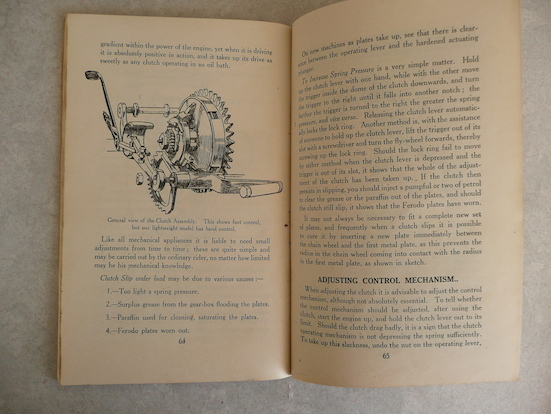 gradient within the power of the engine, yet when it is driving
it is absolutely positive in action, and it takes up its drive as
sweetly as any clutch operating in an oil bath.
General view of the Clutch Assembly. This shows foot control,
but our lightweight model has hand control.
Like all mechanical appliances it is liable to need small
adjustments from time to time; these are quite simple and
may be carried out by the ordinary rider, no matter how limited
may be his mechanical knowledge.
Clutch Slip under load may be due to various causes:—
1.—Too light a spring pressure.
2.—Surplus grease from the gear-box flooding the plates.
3.—Paraffin used for cleaning, saturating the plates.
4.—Ferodo plates worn out.
64
On new machines as plates take up, see that there is clear-
ance between the operating lever and the hardened actuating
plunger.
To Increase Spring Pressure is a very simple matter. Hold
up the clutch lever with one hand, while with the other move
the trigger inside the dome of the clutch downwards, and turn
the trigger to the right until it falls into another notch; the
further the trigger is turned to the right the greater the spring
pressure, and vice versa. Releasing the clutch lever automatic-
ally locks the lock ring. Another method is, with the assistance
of someone to hold up the clutch lever, lift the trigger out of its
slot with a screwdriver and turn the fly-wheel forwards, thereby
screwing up the lock ring. Should the lock ring fail to move
by either method when the clutch lever is depressed and the
trigger is out of its slot, it shows that the whole of the adjust-
ment of the clutch has been taken up. If the clutch then
persists in slipping, you should inject a pumpful or two of petrol
to clear the grease or the paraffin out of the plates, and should
the clutch still slip, it shows that the Ferodo plates have worn.
It may not always be necessary to fit a complete new set
of plates, and frequently when a clutch slips it is possible
to cure it by inserting a new plate immediately between
the chain wheel and the first metal plate, as this prevents the
radius in the chain wheel coming into contact with the radius
in the first metal plate, as shown in sketch.
ADJUSTING CONTROL MECHANISM..
When adjusting the clutch it is advisable to adjust the control
mechanism, although not absolutely essential. To tell whether
the control mechanism should be adjusted, after using the
clutch, start the engine up, and hold the clutch lever out to its
limit. Should the clutch drag badly, it is a sign that the control
mechanism is not depressing the spring sufficiently.
To take up this slackness, undo the nut on the operating lever,
65